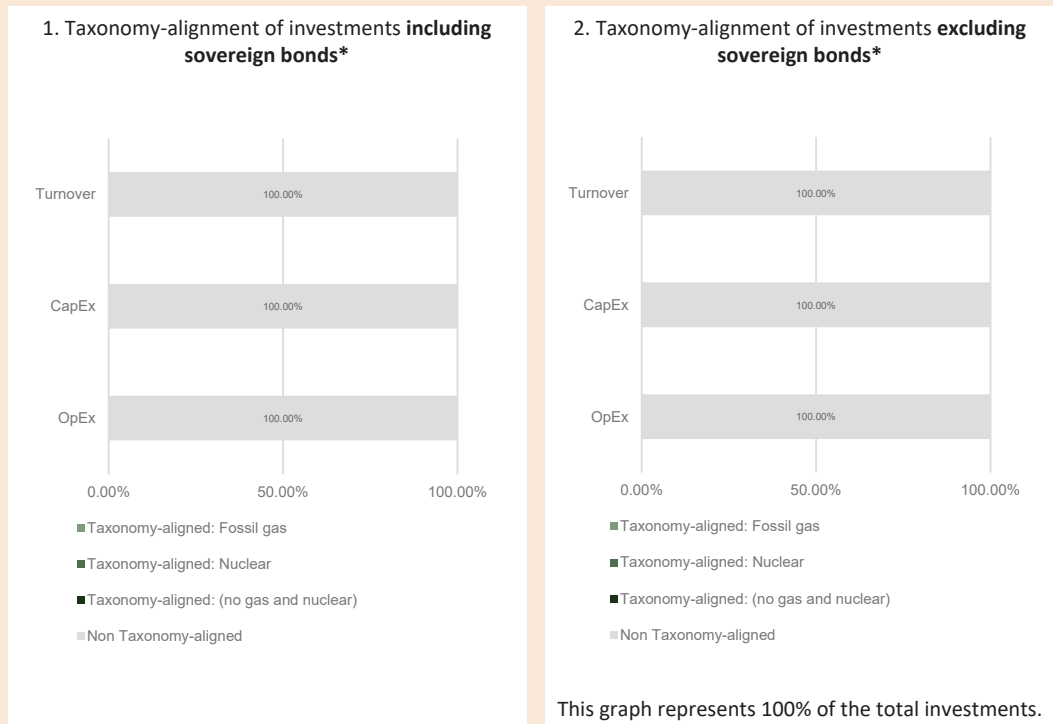 1. Taxonomy-alignment of investments including
sovereign bonds*
Turnover
100.00%
CapEx
100.00%
OpEx
100.00%
0.00% 50.00% 100.00%
Taxonomy-aligned: Fossil gas
Taxonomy-aligned: Nuclear
Taxonomy-aligned: (no gas and nuclear)
Non Taxonomy-aligned
2. Taxonomy-alignment of investments excluding
sovereign bonds*
Turnover
100.00%
CapEx
100.00%
OpEx
100.00%
0.00% 50.00% 100.00%
Taxonomy-aligned: Fossil gas
Taxonomy-aligned: Nuclear
Taxonomy-aligned: (no gas and nuclear)
Non Taxonomy-aligned
This graph represents 100% of the total investments.